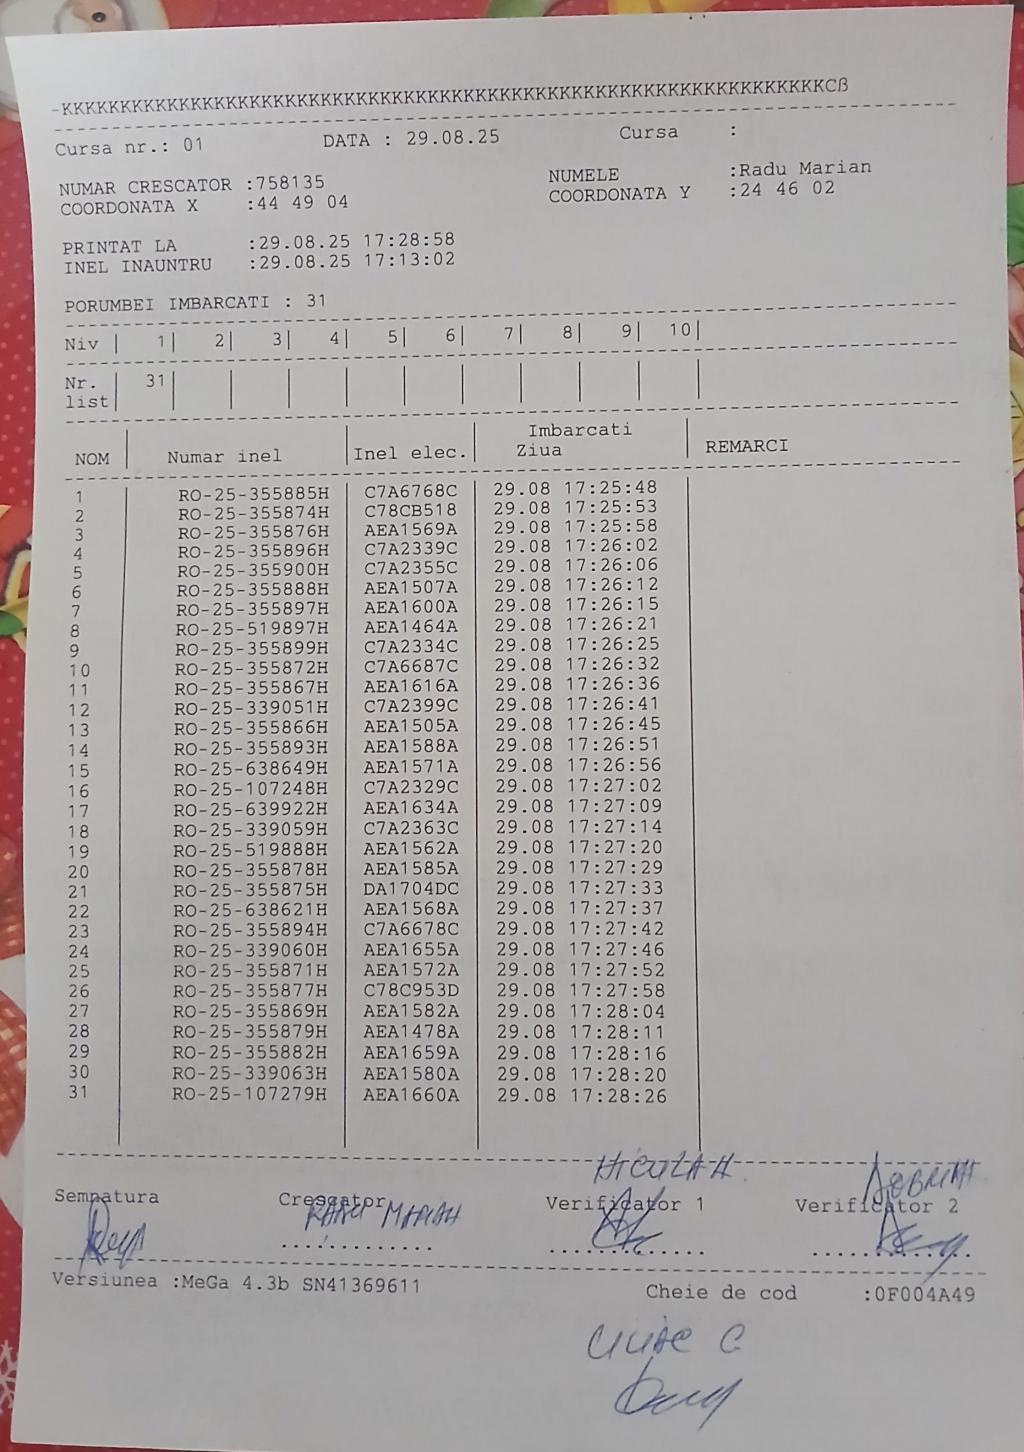 -KKKKKKKKKKKKKKKKKKKKKKKKKKKKKKKKKKKKKKKKKKKKKKKKKKKKKKKKKKKKKKKKKCß
Cursa nr.: 01 DATA : 29.08.25 Cursa :
NUMAR CRESCATOR :758135 NUMELE :Radu Marian
COORDONATA X :44 49 04 COORDONATA Y :24 46 02
PRINTAT LA :29.08.25 17:28:58
INEL INAUNTRU :29.08.25 17:13:02
PORUMBEI IMBARCATI : 31
Niv | 1| 2| 3| 4| 5| 6| 7| 8| 9| 10|
Nr. | 31| | | | | | | | | |
list|
Imbarcati
NOM | Numar inel | Inel elec.| Ziua | REMARCI
1 RO-25-355885H C7A6768C 29.08 17:25:48
2 RO-25-355874H C78CB518 29.08 17:25:53
3 RO-25-355876H AEA1569A 29.08 17:25:58
4 RO-25-355896H C7A2339C 29.08 17:26:02
5 RO-25-355900H C7A2355C 29.08 17:26:06
6 RO-25-355888H AEA1507A 29.08 17:26:12
7 RO-25-355897H AEA1600A 29.08 17:26:15
8 RO-25-519897H AEA1464A 29.08 17:26:21
9 RO-25-355899H C7A2334C 29.08 17:26:25
10 RO-25-355872H C7A6687C 29.08 17:26:32
11 RO-25-355867H AEA1616A 29.08 17:26:36
12 RO-25-339051H C7A2399C 29.08 17:26:41
13 RO-25-355866H AEA1505A 29.08 17:26:45
14 RO-25-355893H AEA1588A 29.08 17:26:51
15 RO-25-638649H AEA1571A 29.08 17:26:56
16 RO-25-107248H C7A2329C 29.08 17:27:02
17 RO-25-639922H AEA1634A 29.08 17:27:09
18 RO-25-339059H C7A2363C 29.08 17:27:14
19 RO-25-519888H AEA1562A 29.08 17:27:20
20 RO-25-355878H AEA1585A 29.08 17:27:29
21 RO-25-355875H DA1704DC 29.08 17:27:33
22 RO-25-638621H AEA1568A 29.08 17:27:37
23 RO-25-355894H C7A6678C 29.08 17:27:42
24 RO-25-339060H AEA1655A 29.08 17:27:46
25 RO-25-355871H AEA1572A 29.08 17:27:52
26 RO-25-355877H C78C953D 29.08 17:27:58
27 RO-25-355869H AEA1582A 29.08 17:28:04
28 RO-25-355879H AEA1478A 29.08 17:28:11
29 RO-25-355882H AEA1659A 29.08 17:28:16
30 RO-25-339063H AEA1580A 29.08 17:28:20
31 RO-25-107279H AEA1660A 29.08 17:28:26
Semnatura Crescator Verificator 1 Verificator 2
RADU MARIAN
Versiunea :MeGa 4.3b SN41369611 Cheie de cod :0F004A49